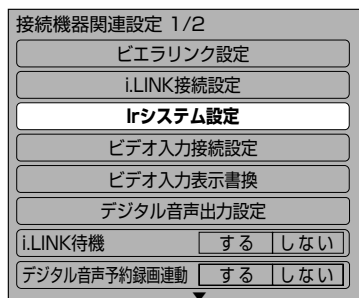 接続機器関連設定 1/2
ビエラリンク設定
i.LINK接続設定
Irシステム設定
ビデオ入力接続設定
ビデオ入力表示書換
デジタル音声出力設定
i.LINK待機 する しない
デジタル音声予約録画連動 する しない